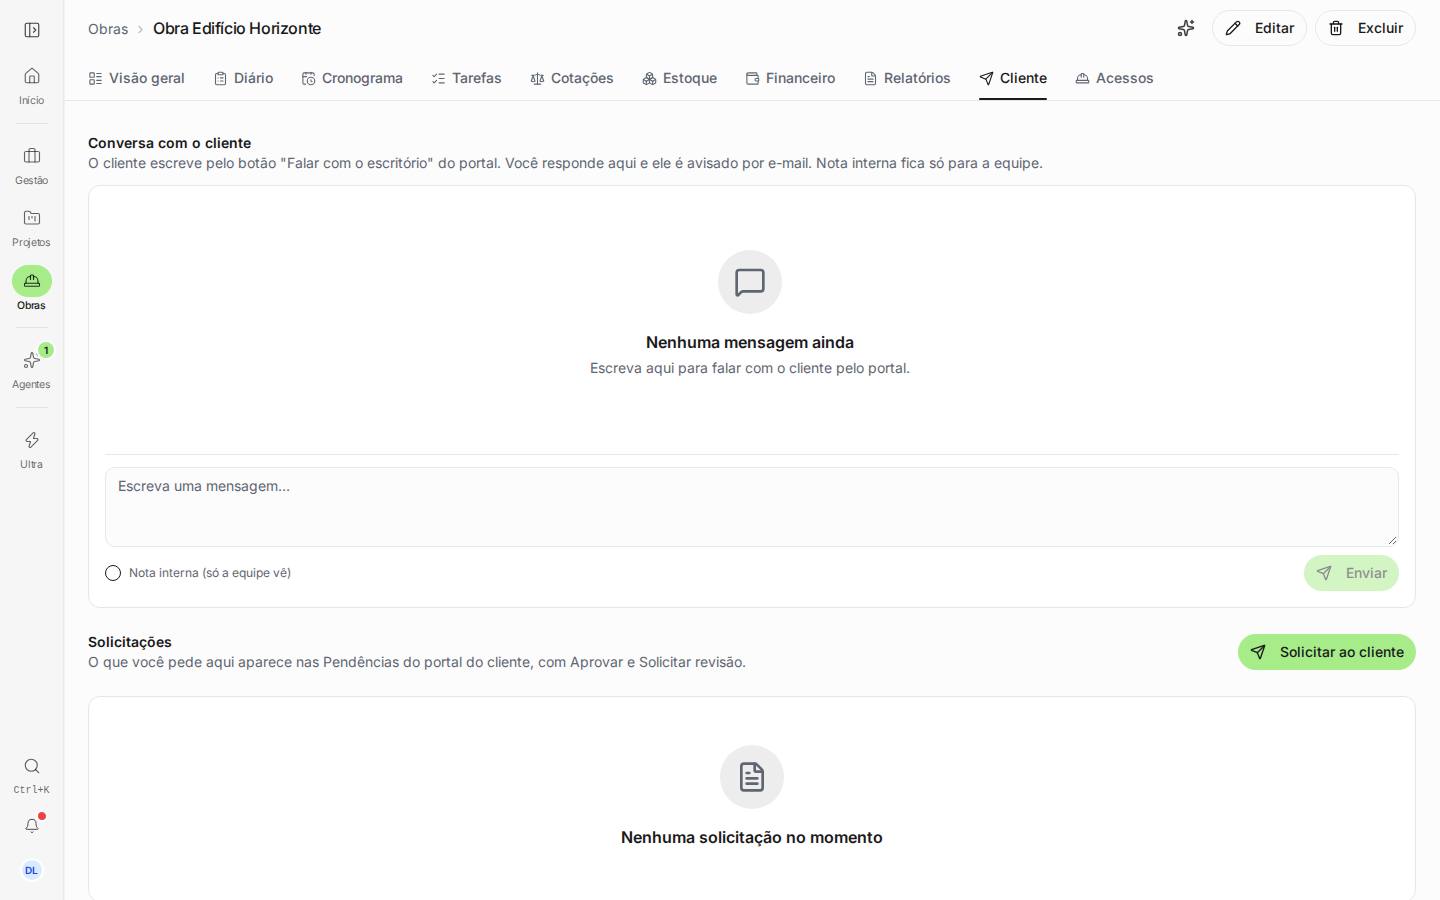 Obras
Obra Edifício Horizonte
Editar
Excluir
Visão geral
Diário
Cronograma
Tarefas
Cotações
Estoque
Financeiro
Relatórios
Cliente
Acessos
Início
Gestão
Projetos
Obras
1
Agentes
Ultra
Ctrl+K
DL
Conversa com o cliente
O cliente escreve pelo botão "Falar com o escritório" do portal. Você responde aqui e ele é avisado por e-mail. Nota interna fica só para a equipe.
Nenhuma mensagem ainda
Escreva aqui para falar com o cliente pelo portal.
Escreva uma mensagem...
Nota interna (só a equipe vê)
Enviar
Solicitações
O que você pede aqui aparece nas Pendências do portal do cliente, com Aprovar e Solicitar revisão.
Solicitar ao cliente
Nenhuma solicitação no momento